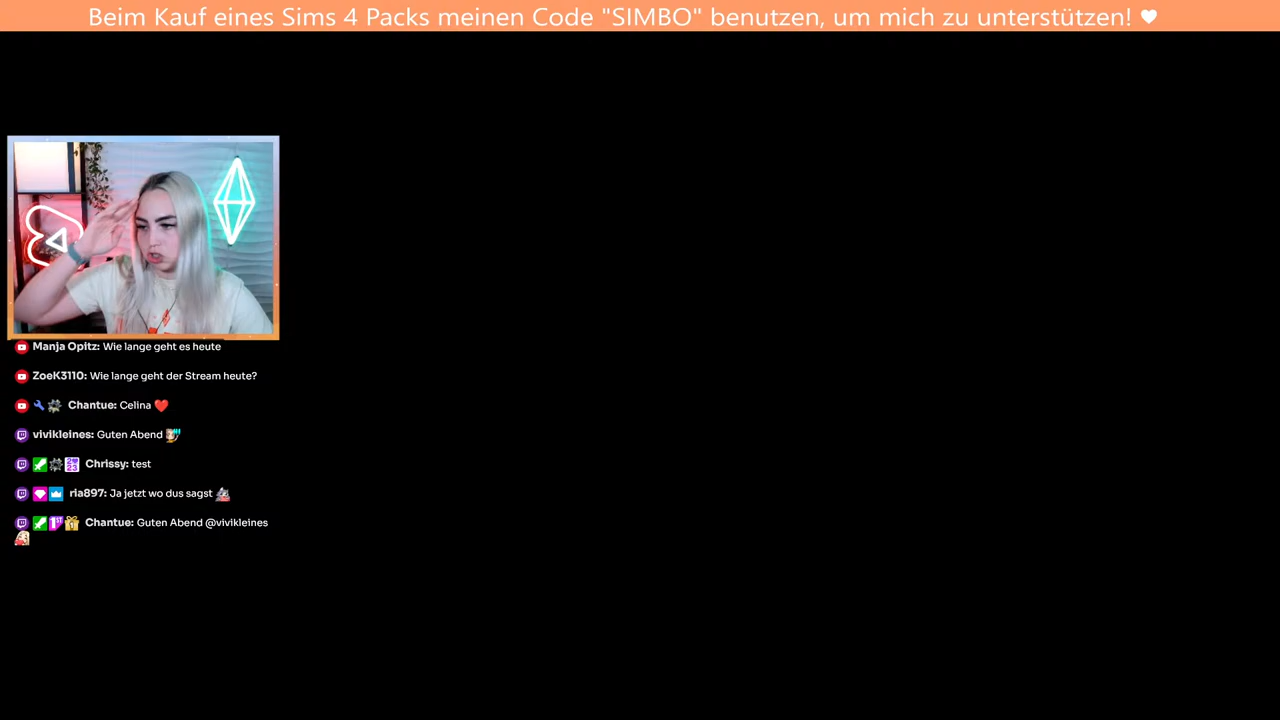 Beim Kauf eines Sims 4 Packs meinen Code "SIMBO" benutzen, um mich zu unterstützen! ♥
Manja Opitz: Wie lange geht es heute
ZoeK3110: Wie lange geht der Stream heute?
Chantue: Celina ❤️
vivikleines: Guten Abend
Chrissy: test
ria897: Ja jetzt wo dus sagst
Chantue: Guten Abend @vivikleines